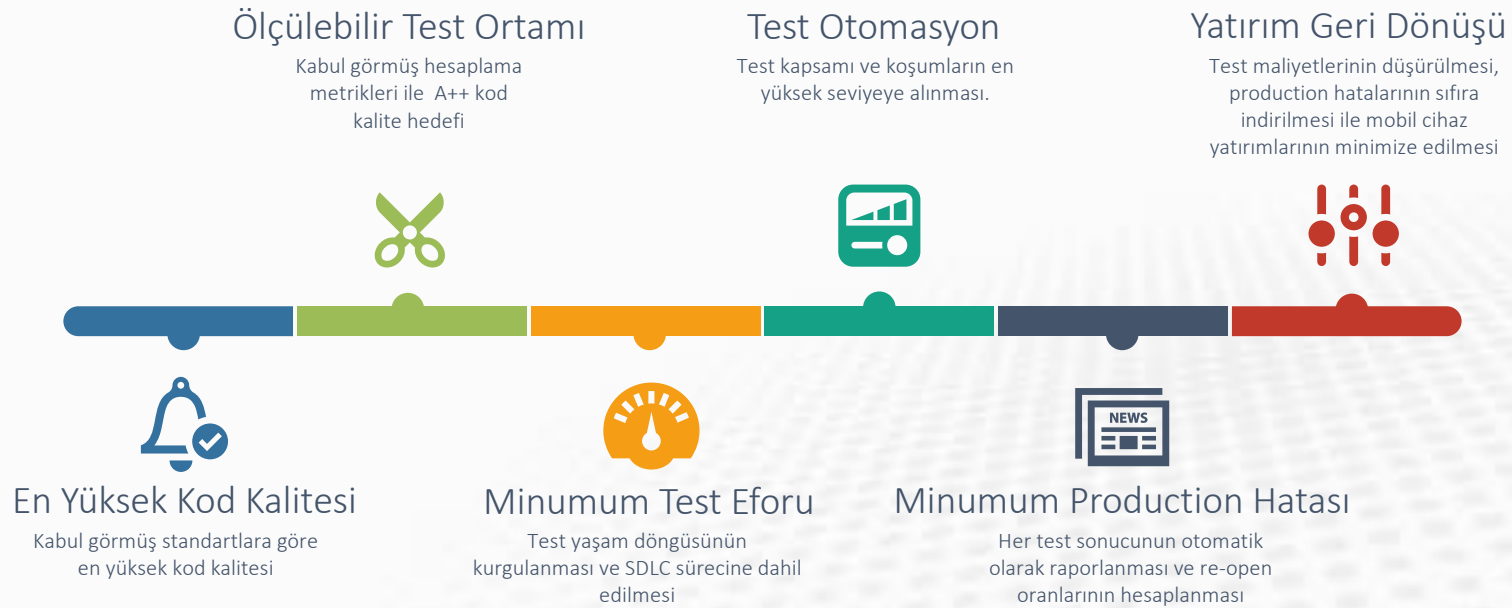 Ölçülebilir Test Ortamı
Kabul görmüş hesaplama
metrikleri ile A++ kod
kalite hedefi
Test Otomasyon
Test kapsamı ve koşumların en
yüksek seviyeye alınması.
Yatırım Geri Dönüşü
Test maliyetlerinin düşürülmesi,
production hatalarının sıfıra
indirilmesi ile mobil cihaz
yatırımlarının minimize edilmesi
NEWS
En Yüksek Kod Kalitesi
Kabul görmüş standartlara göre
en yüksek kod kalitesi
Minumum Test Eforu
Test yaşam döngüsünün
kurgulanması ve SDLC sürecine dahil
edilmesi
Minumum Production Hatası
Her test sonucunun otomatik
olarak raporlanması ve re-open
oranlarının hesaplanması